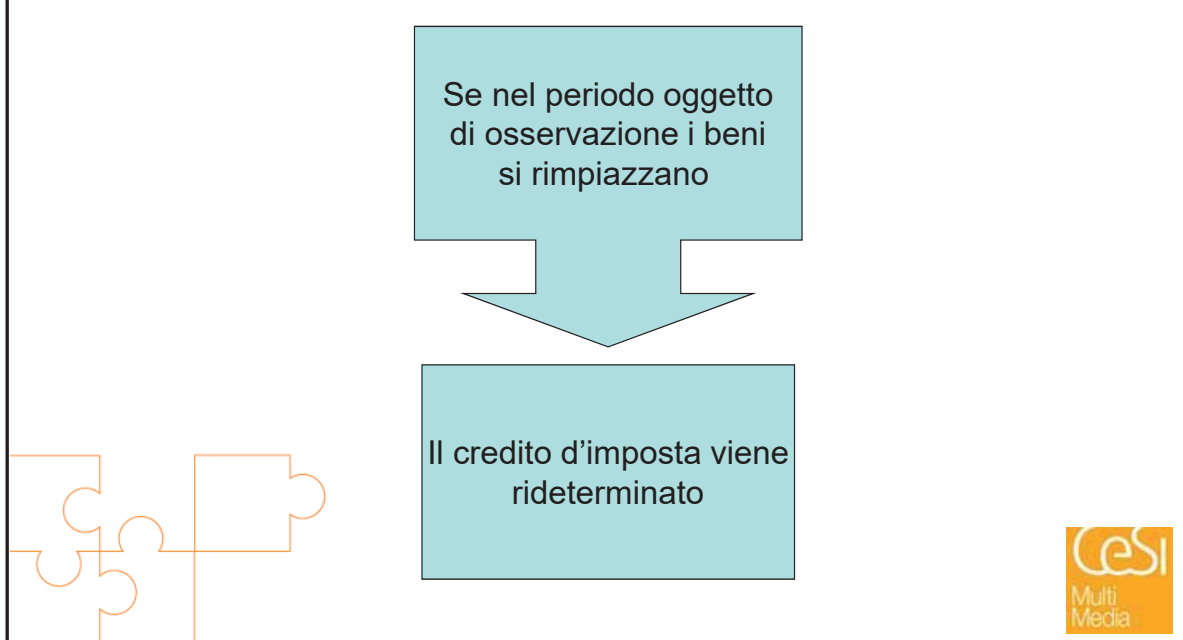 Se nel periodo oggetto
di osservazione i beni
si rimpiazzano
Il credito d’imposta viene
rideterminato
CeSI
Multi
Media